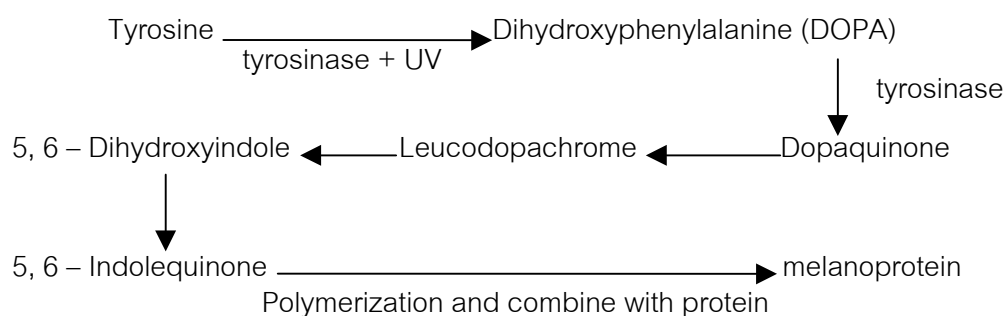 Tyrosine Dihydroxyphenylalanine (DOPA)
tyrosinase + UV
tyrosinase
5, 6 – Dihydroxyindole Leucodopachrome Dopaquinone
5, 6 – Indolequinone melanoprotein
Polymerization and combine with protein